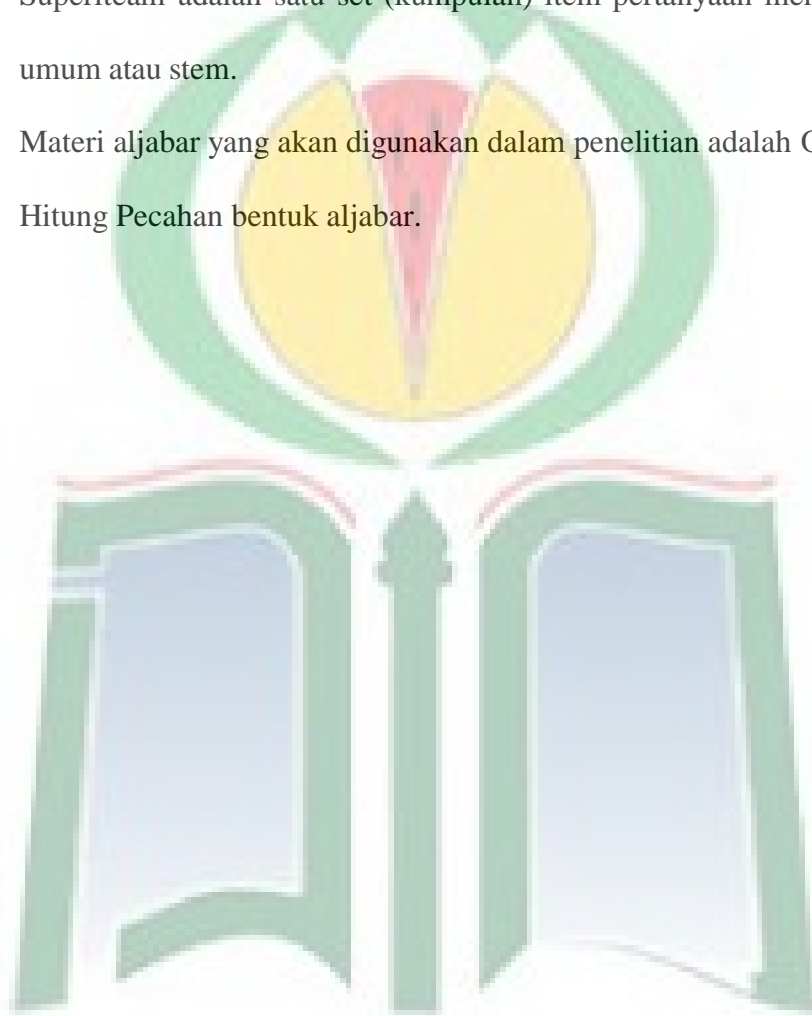 adalah satu set (kumpulan) item pertanyaan
umum atau stem.
Materi aljabar yang akan digunakan dalam penelitian adalah
Hitung Pecahan bentuk aljabar.